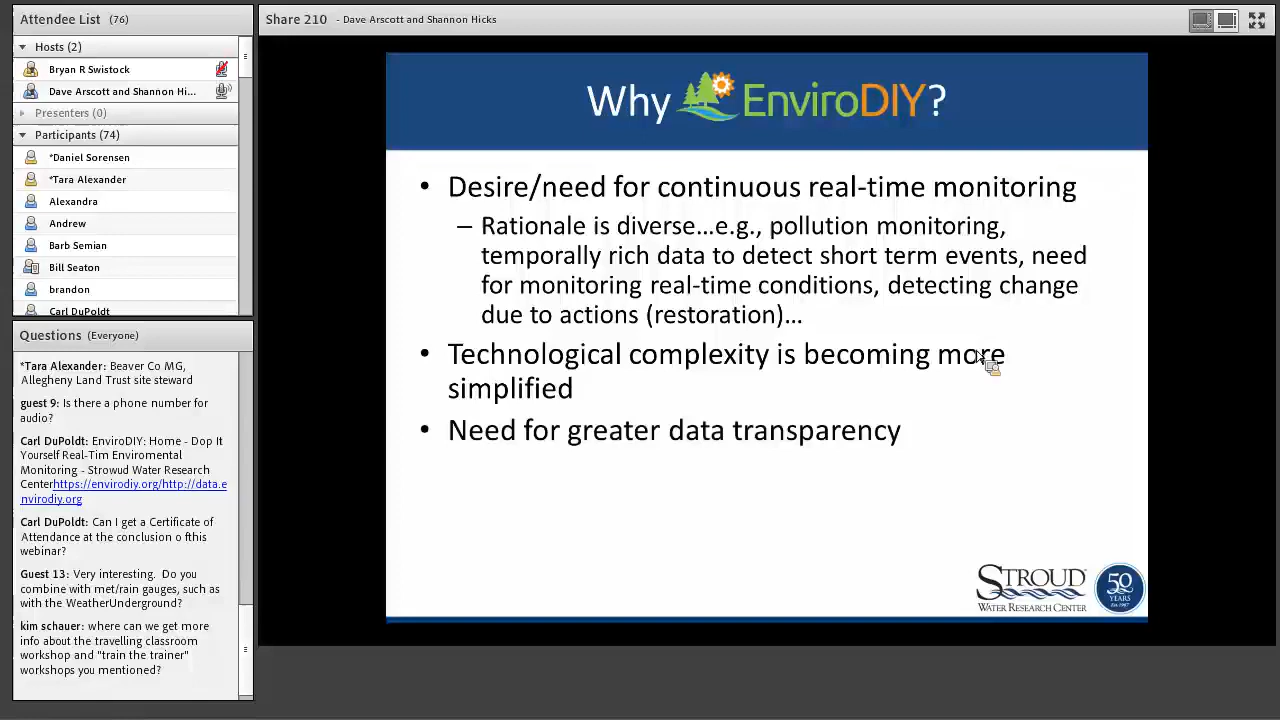 Attendee List (76)
Hosts (2)
Bryan R Swistock
Dave Arscott and Shannon Hi...
Presenters (0)
Participants (74)
*Daniel Sorensen
*Tara Alexander
Alexandra
Andrew
Barb Semian
Bill Seaton
brandon
Carl DuPoldt
Questions (Everyone)
*Tara Alexander: Beaver Co MG,
Allegheny Land Trust site steward
guest 9: Is there a phone number for
audio?
Carl DuPoldt: EnviroDIY: Home - Dop It
Yourself Real-Tim Enviromental
Monitoring - Strowud Water Research
Centerhttps://envirodiy.org/http://data.e
nvirodiy.org
Carl DuPoldt: Can I get a Certificate of
Attendance at the conclusion o fthis
webinar?
Guest 13: Very interesting. Do you
combine with met/rain gauges, such as
with the WeatherUnderground?
kim schauer: where can we get more
info about the travelling classroom
workshop and "train the trainer"
workshops you mentioned?
Share 210 - Dave Arscott and Shannon Hicks
Why EnviroDIY?
• Desire/need for continuous real-time monitoring
– Rationale is diverse...e.g., pollution monitoring,
temporally rich data to detect short term events, need
for monitoring real-time conditions, detecting change
due to actions (restoration)...
• Technological complexity is becoming more
simplified
• Need for greater data transparency
STROUD
WATER RESEARCH CENTER
50
YEARS
Est. 1967